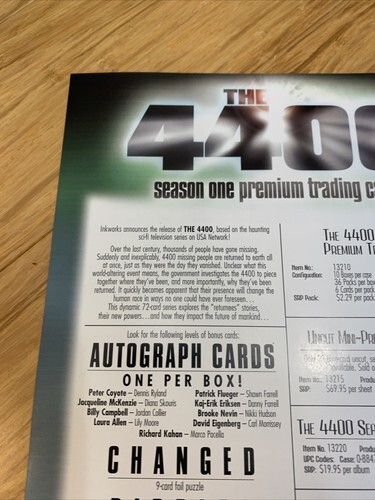 THE
4400
season one premium trading
Inkworks announces the release of THE 4400, based on the haunting
sci-fi television series on USA Network!
Over the last century, thousands of people have gone missing.
Suddenly and inexplicably, 4400 missing people are returned to earth all
at once, just as they were the day they vanished. Unclear what this
world-altering event means, the government investigates the 4400 to piece
together where they've been, and more importantly, why they've been
returned. It quickly becomes apparent that their presence will change the
human race in ways no one could have ever foreseen. . .
This dynamic 72-card series explores the "returnees" stories,
their new powers...and how they impact the future of mankind...
Look for the following levels of bonus cards:
AUTOGRAPH CARDS
ONE PER BOX!
Peter Coyote – Dennis Ryland
Patrick Flueger – Shawn Farrell
Jacqueline McKenzie – Diana Skouris
Kaj-Erik Eriksen – Danny Farrell
Billy Campbell – Jordan Collier
Brooke Nevin – Nikki Hudson
Laura Allen – Lily Moore
David Eigenberg – Carl Morrissey
Richard Kahan – Marco Pacella
CHANGED
9-card foil puzzle
THE 4400
PREMIUM
Item No.: 13210
Configuration: 10 Boxes per case
36 Packs per box
6 Cards per
SRP Pack: $2.29 per
UNCUT MINI-
uncut,
Item No.: 13215
SRP: $69.95 per sheet
THE 4400
Item No.: 13220
UPC Codes: Case:
SRP: $19.95 per album